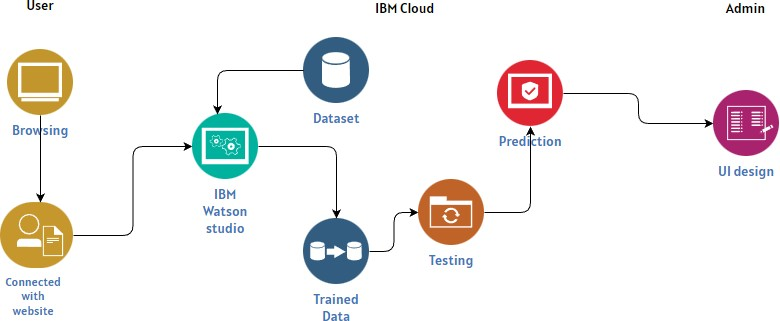 User
IBM Cloud
Admin
Browsing
Dataset
Prediction
UI design
IBM
Watson
studio
Connected
with
website
Trained
Data
Testing